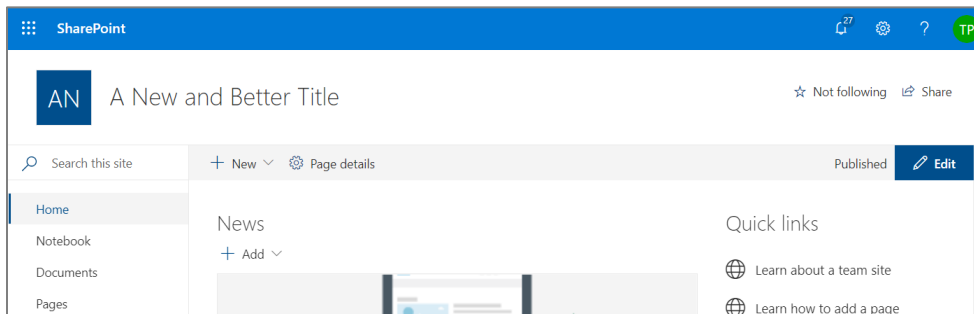 SharePoint
27
?
TP
AN
A New and Better Title
Not following
Share
Search this site
New
Page details
Published
Edit
Home
Notebook
Documents
Pages
News
Add
Quick links
Learn about a team site
Learn how to add a page